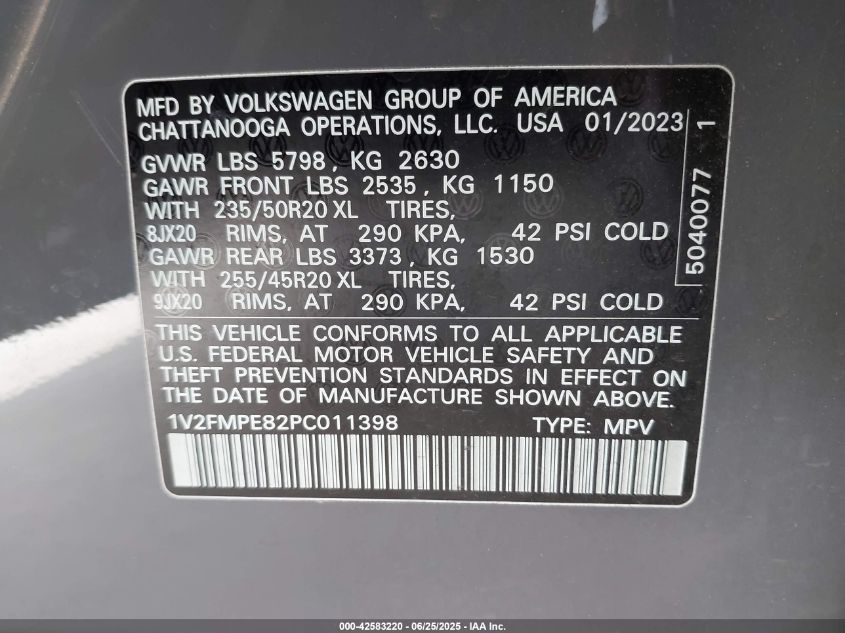 MFD BY VOLKSWAGEN GROUP OF AMERICA
CHATTANOOGA OPERATIONS, LLC. USA 01/2023
GVWR LBS 5798, KG 2630
GAWR FRONT LBS 2535, KG 1150
WITH 235/50R20 XL TIRES,
8JX20 RIMS, AT 290 KPA, 42 PSI COLD
GAWR REAR LBS 3373, KG 1530
WITH 255/45R20 XL TIRES,
9JX20 RIMS, AT 290 KPA, 42 PSI COLD
THIS VEHICLE CONFORMS TO ALL APPLICABLE
U.S. FEDERAL MOTOR VEHICLE SAFETY AND
THEFT PREVENTION STANDARDS IN EFFECT ON
THE DATE OF MANUFACTURE SHOWN ABOVE.
1V2FMPE82PC011398 TYPE: MPV
5040077 1
000-42583220 - 06/25/2025 - IAA Inc.